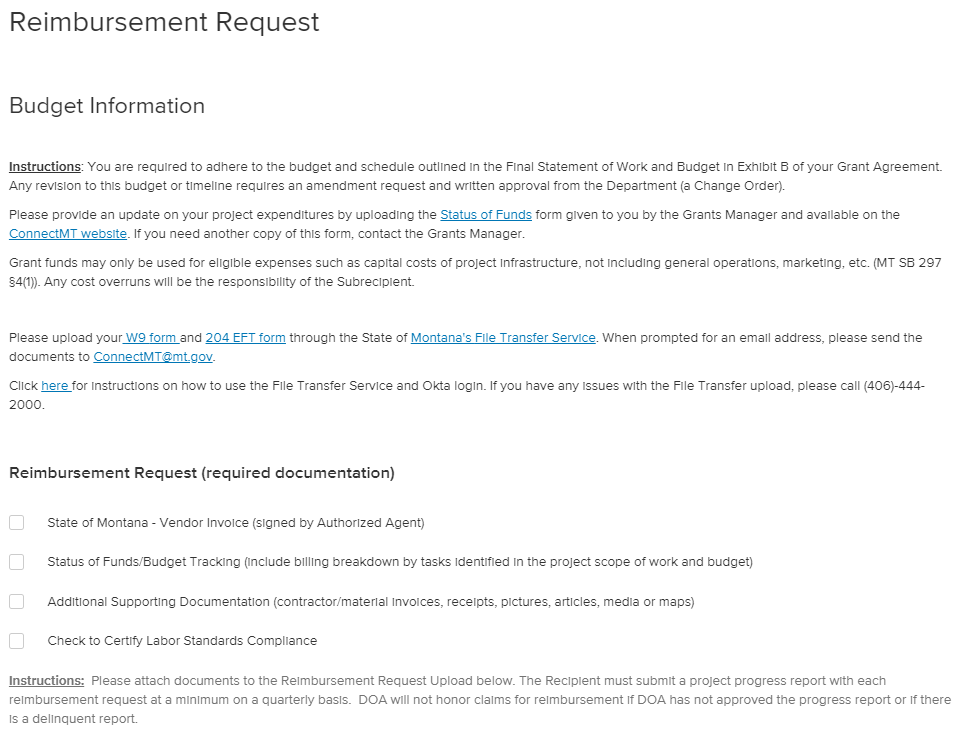 Reimbursement Request
Budget Information
Instructions: You are required to adhere to the budget and schedule outlined in the Final Statement of Work and Budget in Exhibit B of your Grant Agreement.
Any revision to this budget or timeline requires an amendment request and written approval from the Department (a Change Order).
Please provide an update on your project expenditures by uploading the Status of Funds form given to you by the Grants Manager and available on the
ConnectMT website. If you need another copy of this form, contact the Grants Manager.
Grant funds may only be used for eligible expenses such as capital costs of project infrastructure, not including general operations, marketing, etc. (MT SB 297
§4(1)). Any cost overruns will be the responsibility of the Subrecipient.
Please upload your W9 form and 204 EFT form through the State of Montana's File Transfer Service. When prompted for an email address, please send the
documents to ConnectMT@mt.gov.
Click here for instructions on how to use the File Transfer Service and Okta login. If you have any issues with the File Transfer upload, please call (406)-444-
2000.
Reimbursement Request (required documentation)
State of Montana - Vendor Invoice (signed by Authorized Agent)
Status of Funds/Budget Tracking (include billing breakdown by tasks identified in the project scope of work and budget)
Additional Supporting Documentation (contractor/material invoices, receipts, pictures, articles, media or maps)
Check to Certify Labor Standards Compliance
Instructions: Please attach documents to the Reimbursement Request Upload below. The Recipient must submit a project progress report with each
reimbursement request at a minimum on a quarterly basis. DOA will not honor claims for reimbursement if DOA has not approved the progress report or if there
is a delinquent report.